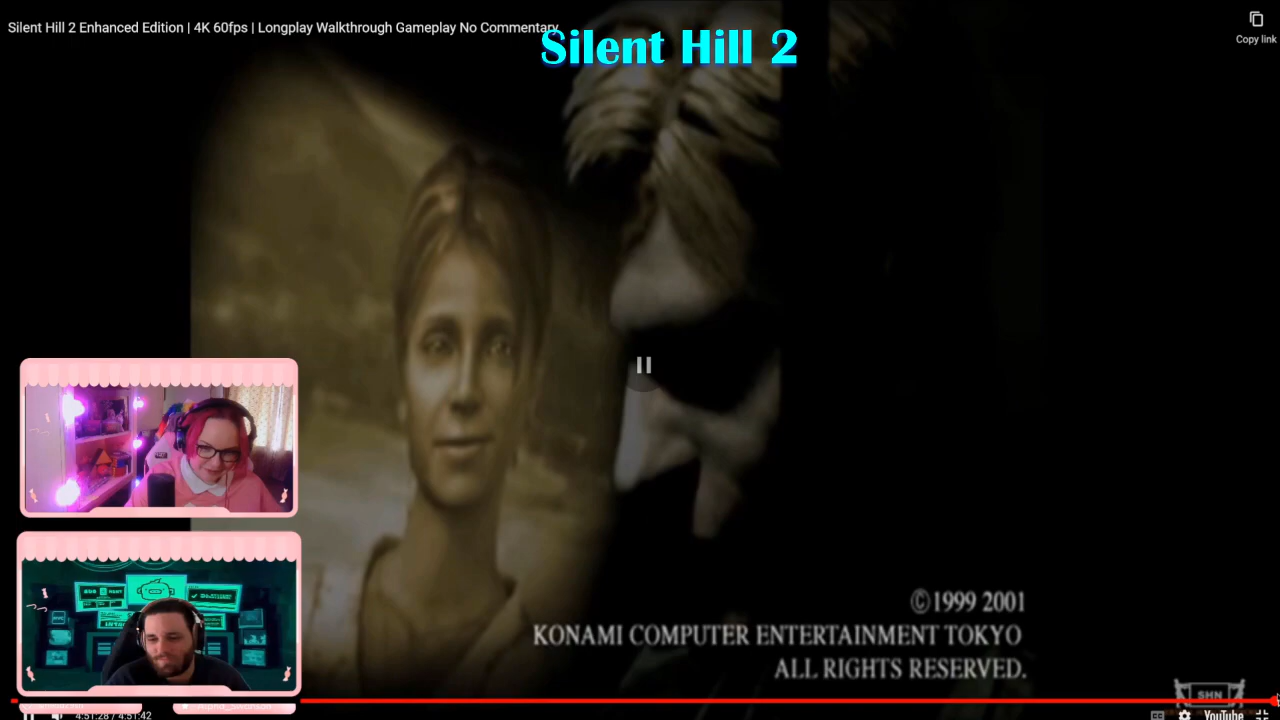 Silent Hill 2 Enhanced Edition | 4K 60fps | Longplay Walkthrough Gameplay No Commentary
Silent Hill 2
Copy link
©1999 2001
KONAMI COMPUTER ENTERTAINMENT TOKYO
ALL RIGHTS RESERVED.
SHN
4:51:28 / 4:51:42
YouTube